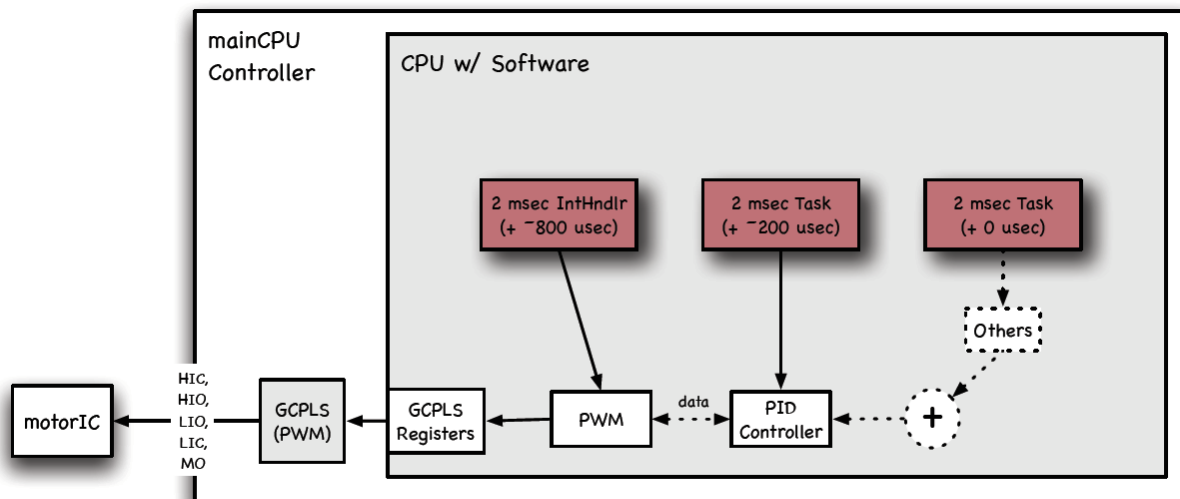 mainCPU
Controller
CPU w/ Software
2 msec IntHndlr
(+ ~800 usec)
2 msec Task
(+ ~200 usec)
2 msec Task
(+ 0 usec)
Others
HIC,
HIO,
LIO,
LIC,
MO
motorIC
GCPLS
(PWM)
GCPLS
Registers
PWM
data
PID
Controller
+